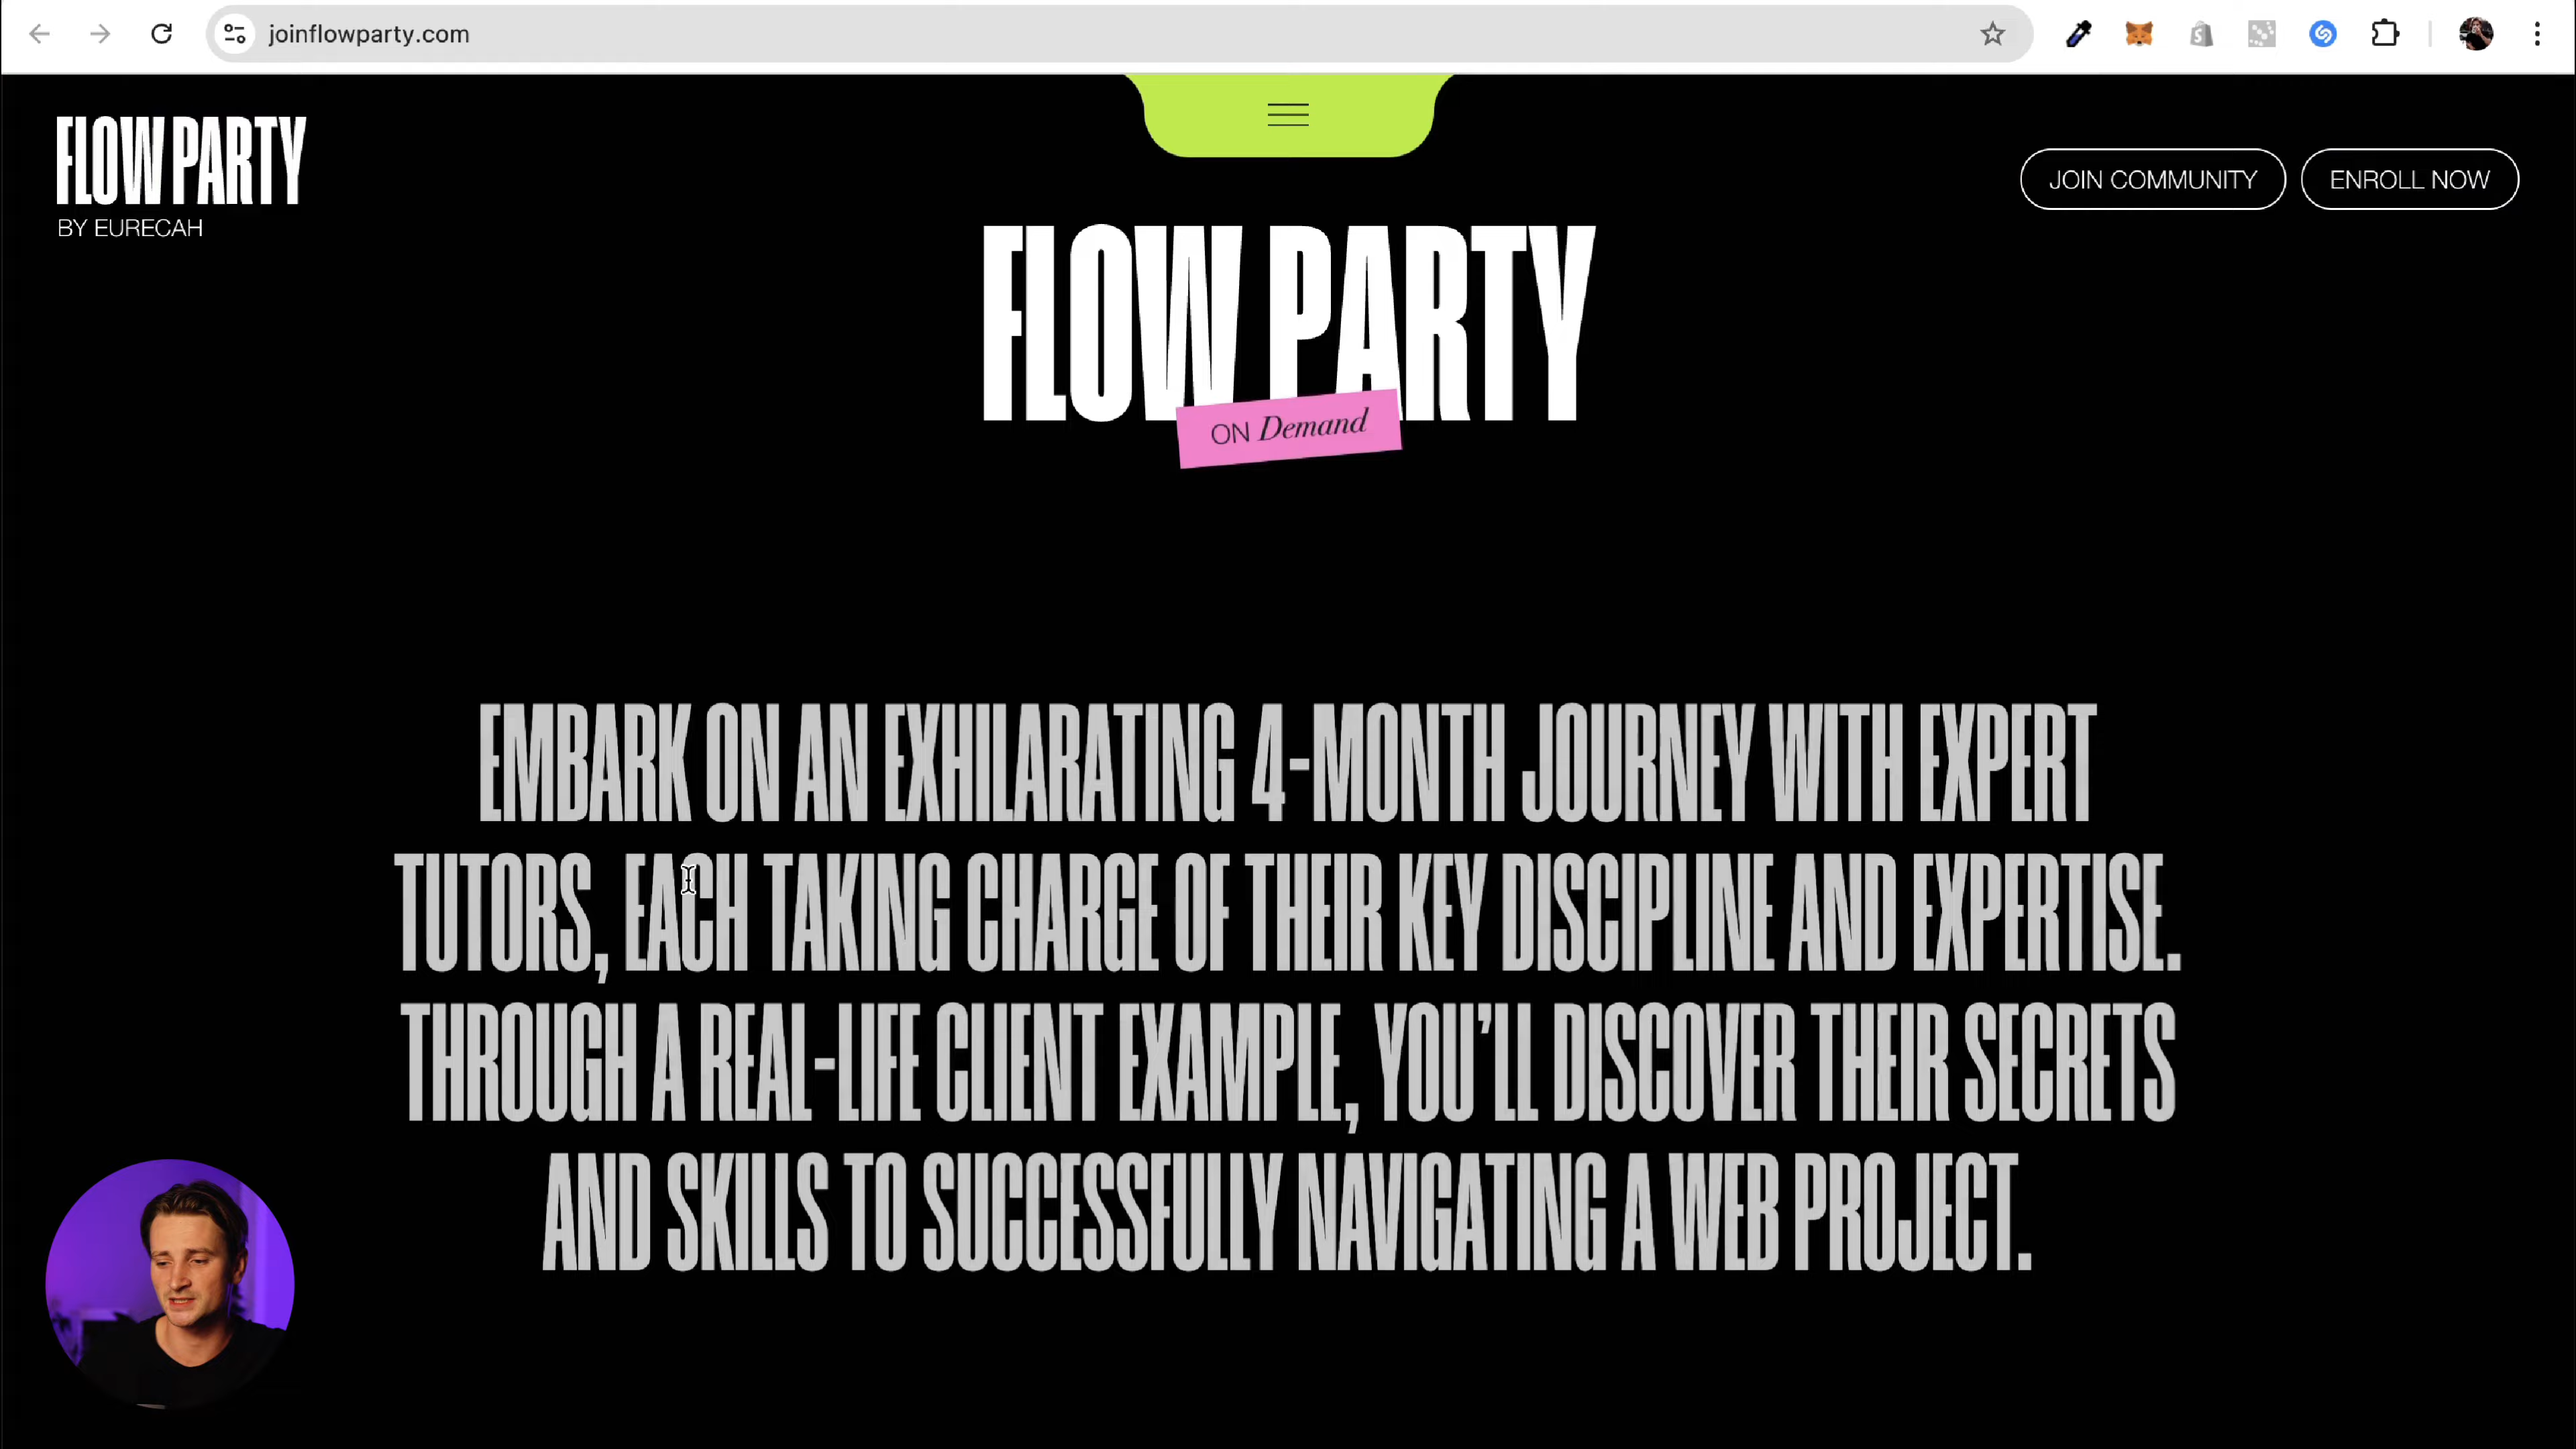 joinflowparty.com
FLOW PARTY
BY EURECAH
JOIN COMMUNITY
ENROLL NOW
FLOW PARTY
ON Demand
EMBARK ON AN EXHILARATING 4-MONTH JOURNEY WITH EXPERT
TUTORS, EACH TAKING CHARGE OF THEIR KEY DISCIPLINE AND EXPERTISE.
THROUGH A REAL-LIFE CLIENT EXAMPLE, YOU’LL DISCOVER THEIR SECRETS
AND SKILLS TO SUCCESSFULLY NAVIGATING A WEB PROJECT.